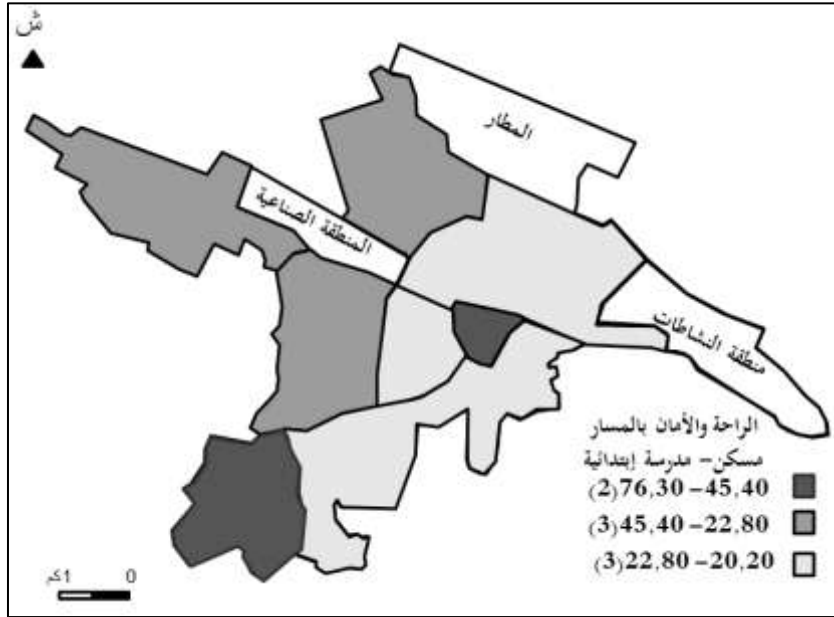 ش
المطار
المنطقة الصناعية
منطقة النشاطات
الراحة والأمان بالمسار
مسكن- مدرسة إبتدائية
45,40–76,30(2)
22,80–45,40(3)
20,20–22,80(3)
0 1كم